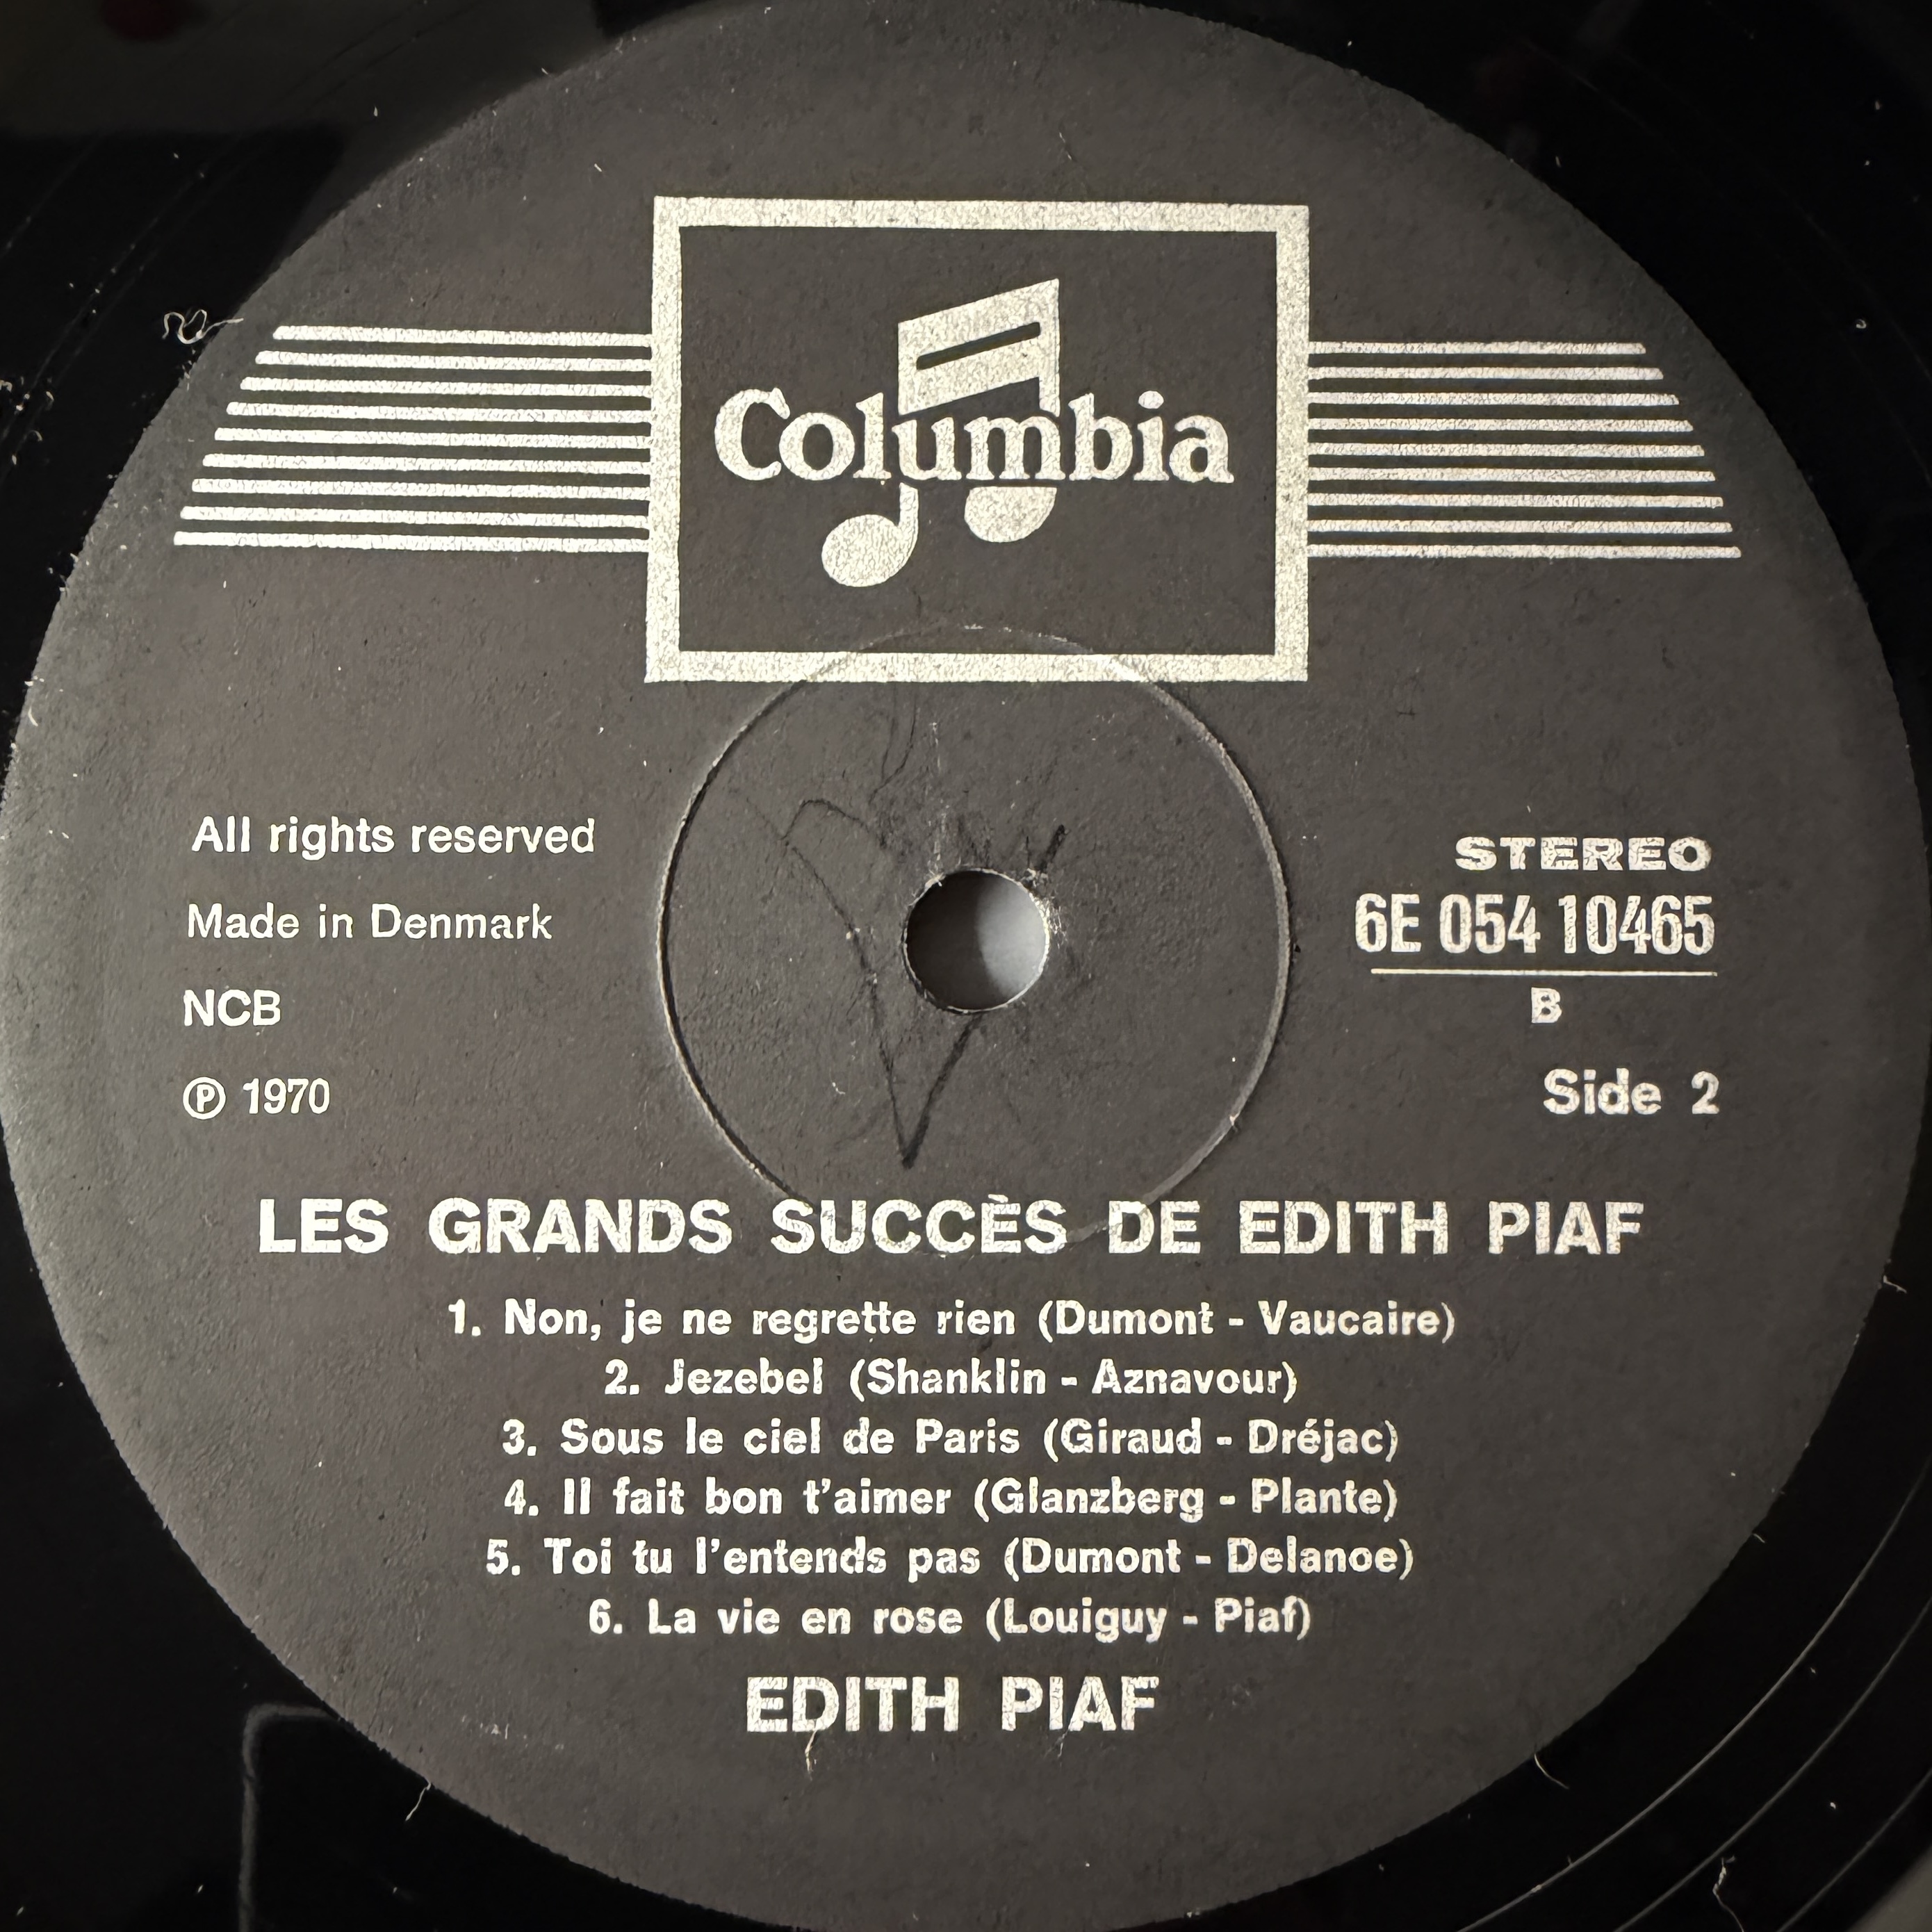 Columbia
All rights reserved
Made in Denmark
NCB
℗ 1970
STEREO
6E 054 10465
B
Side 2
LES GRANDS SUCCÈS DE EDITH PIAF
1. Non, je ne regrette rien (Dumont - Vaucaire)
2. Jezebel (Shanklin - Aznavour)
3. Sous le ciel de Paris (Giraud - Dréjac)
4. Il fait bon t'aimer (Glanzberg - Plante)
5. Toi tu l'entends pas (Dumont - Delanoe)
6. La vie en rose (Louiguy - Piaf)
EDITH PIAF